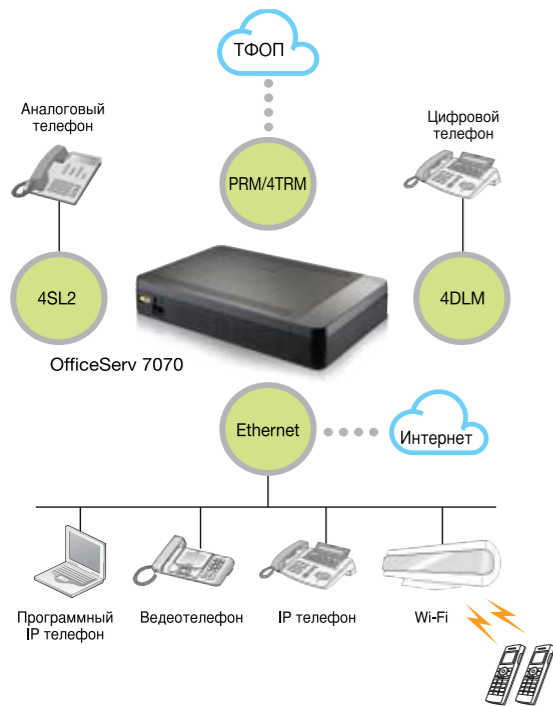 ТФОП
Аналоговый
телефон
Цифровой
телефон
PRM/4TRM
4SL2
4DLM
OfficeServ 7070
Ethernet
Интернет
Программный
IP телефон
Ведеотелефон
IP телефон
Wi-Fi